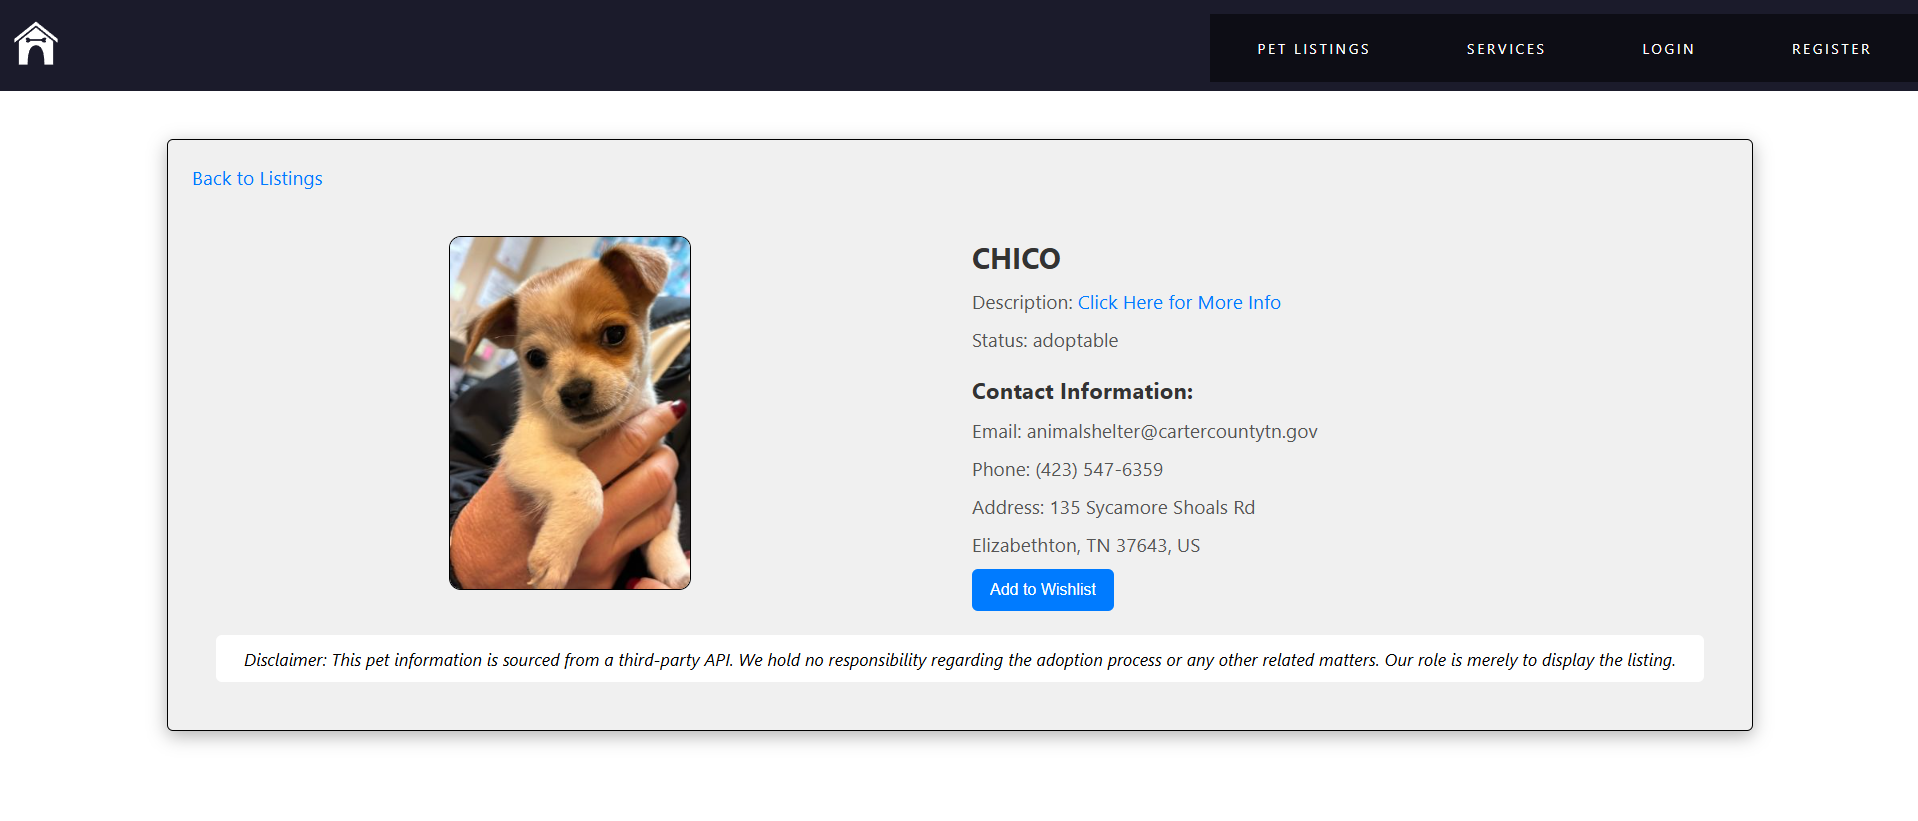 PET LISTINGS SERVICES LOGIN REGISTER
Back to Listings
CHICO
Description: Click Here for More Info
Status: adoptable
Contact Information:
Email: animalshelter@cartercountytn.gov
Phone: (423) 547-6359
Address: 135 Sycamore Shoals Rd
Elizabethton, TN 37643, US
Add to Wishlist
Disclaimer: This pet information is sourced from a third-party API. We hold no responsibility regarding the adoption process or any other related matters. Our role is merely to display the listing.